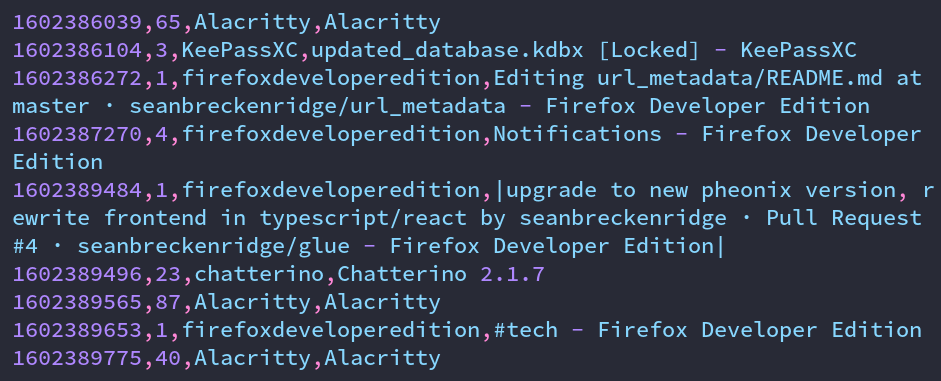 1602386039,65,Alacritty,Alacritty
1602386104,3,KeePassXC,updated_database.kdbx [Locked] - KeePassXC
1602386272,1,firefoxdeveloperedition,Editing url_metadata/README.md at
master · seanbreckenridge/url_metadata - Firefox Developer Edition
1602387270,4,firefoxdeveloperedition,Notifications - Firefox Developer
Edition
1602389484,1,firefoxdeveloperedition,|upgrade to new pheonix version, r
ewrite frontend in typescript/react by seanbreckenridge · Pull Request
#4 · seanbreckenridge/glue - Firefox Developer Edition|
1602389496,23,chatterino,Chatterino 2.1.7
1602389565,87,Alacritty,Alacritty
1602389653,1,firefoxdeveloperedition,#tech - Firefox Developer Edition
1602389775,40,Alacritty,Alacritty